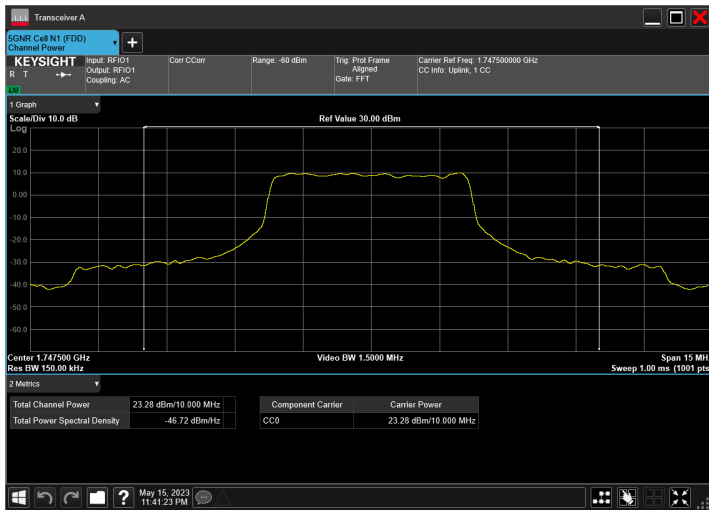 Transceiver A
5GNR Cell N1 (FDD)
Channel Power
KEYSIGHT
R T
LXI
Input: RFIO1
Output: RFIO1
Coupling: AC
Corr CCorr
Range: -60 dBm
Trig: Prot Frame
Aligned
Gate: FFT
Carrier Ref Freq: 1.747500000 GHz
CC Info: Uplink, 1 CC
1 Graph
Scale/Div 10.0 dB
Ref Value 30.00 dBm
Log
20.0
10.0
0.00
-10.0
-20.0
-30.0
-40.0
-50.0
-60.0
Center 1.747500 GHz
Video BW 1.5000 MHz
Span 15 MH
Res BW 150.00 kHz
Sweep 1.00 ms (1001 pts
2 Metrics
Total Channel Power 23.28 dBm/10.000 MHz
Total Power Spectral Density -46.72 dBm/Hz
Component Carrier Carrier Power
CC0 23.28 dBm/10.000 MHz
?
May 15, 2023
11:41:23 PM